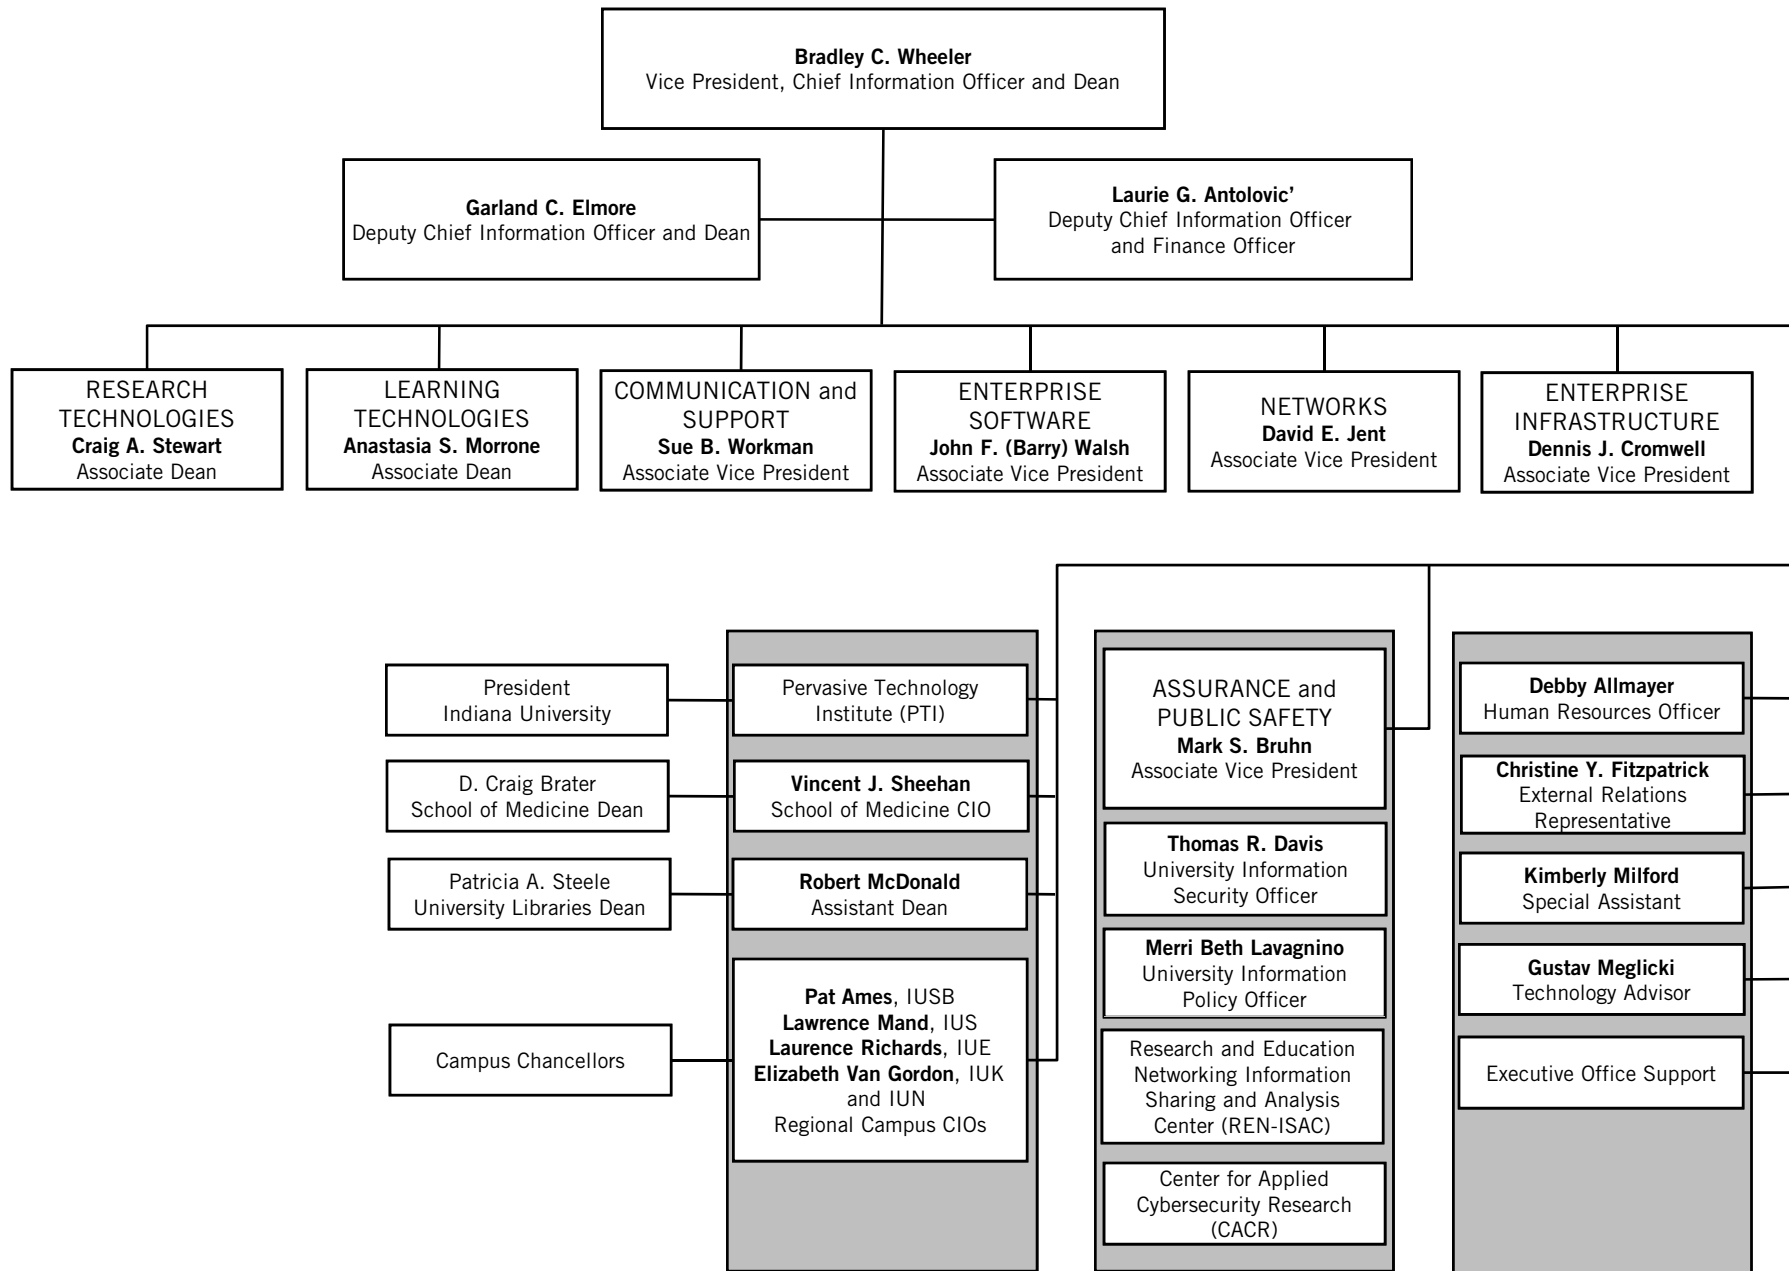 Bradley C. Wheeler
Vice President, Chief Information Officer and Dean
Garland C. Elmore
Deputy Chief Information Officer and Dean
Laurie G. Antolovic’
Deputy Chief Information Officer
and Finance Officer
RESEARCH
TECHNOLOGIES
Craig A. Stewart
Associate Dean
LEARNING
TECHNOLOGIES
Anastasia S. Morrone
Associate Dean
COMMUNICATION and
SUPPORT
Sue B. Workman
Associate Vice President
ENTERPRISE
SOFTWARE
John F. (Barry) Walsh
Associate Vice President
NETWORKS
David E. Jent
Associate Vice President
ENTERPRISE
INFRASTRUCTURE
Dennis J. Cromwell
Associate Vice President
President
Indiana University
D. Craig Brater
School of Medicine Dean
Patricia A. Steele
University Libraries Dean
Campus Chancellors
Pervasive Technology
Institute (PTI)
Vincent J. Sheehan
School of Medicine CIO
Robert McDonald
Assistant Dean
Pat Ames, IUSB
Lawrence Mand, IUS
Laurence Richards, IUE
Elizabeth Van Gordon, IUK
and IUN
Regional Campus CIOs
ASSURANCE and
PUBLIC SAFETY
Mark S. Bruhn
Associate Vice President
Thomas R. Davis
University Information
Security Officer
Merri Beth Lavagnino
University Information
Policy Officer
Research and Education
Networking Information
Sharing and Analysis
Center (REN-ISAC)
Center for Applied
Cybersecurity Research
(CACR)
Debby Allmayer
Human Resources Officer
Christine Y. Fitzpatrick
External Relations
Representative
Kimberly Milford
Special Assistant
Gustav Meglicki
Technology Advisor
Executive Office Support